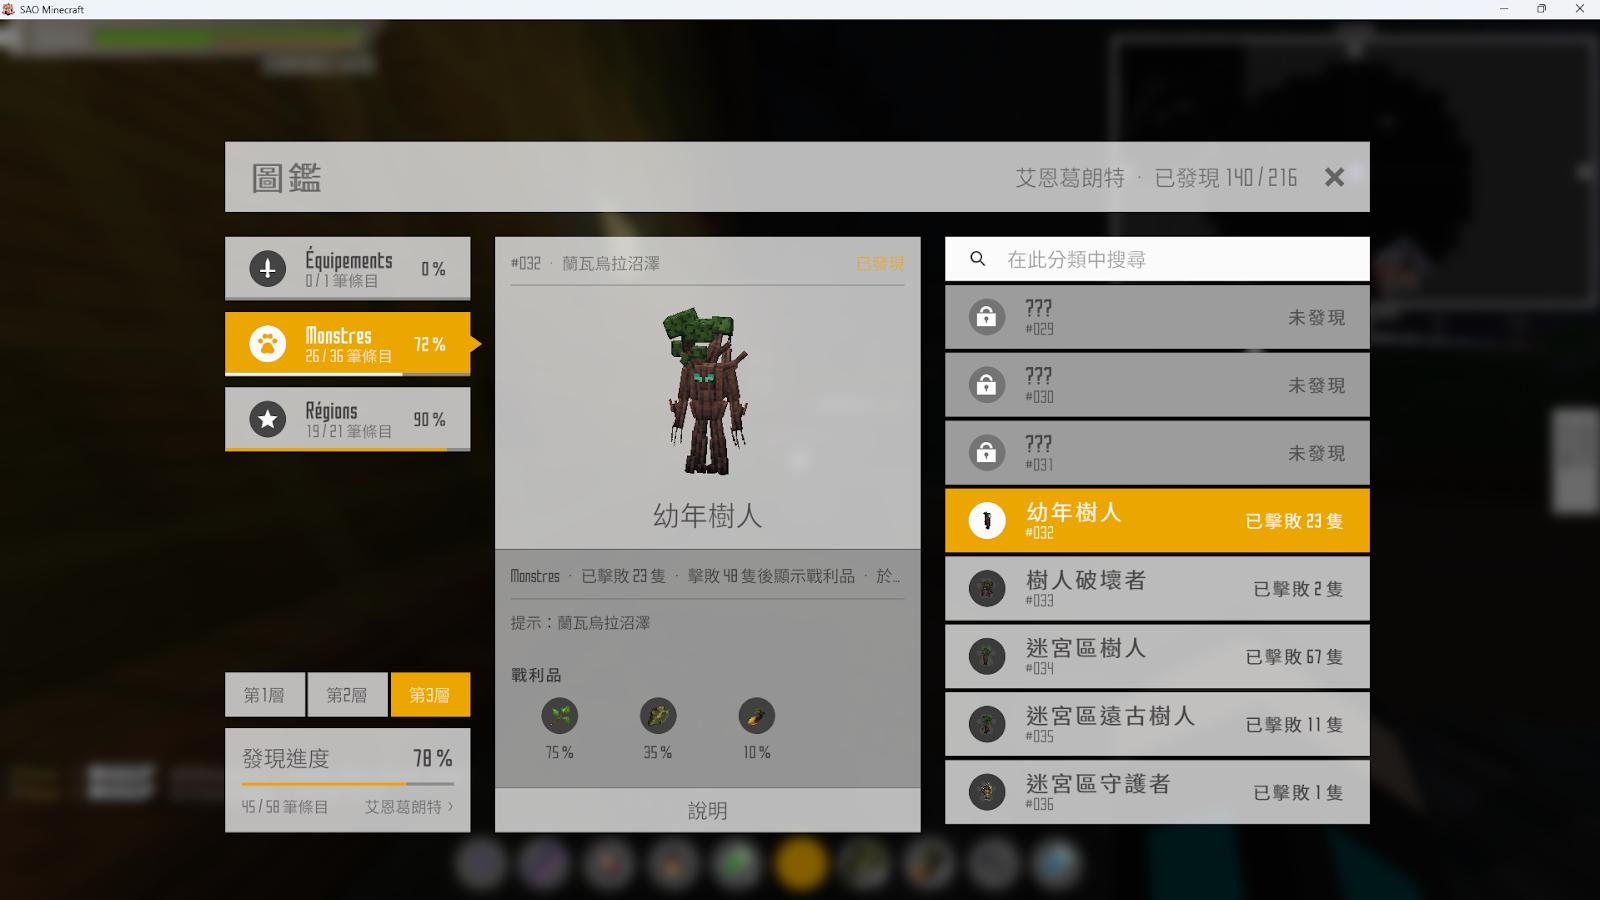 SAO Minecraft
圖鑑
艾恩葛朗特 · 已發現 140/216
Équipements
0/1 筆條目
0%
Monstres
26/36 筆條目
72%
Régions
19/21 筆條目
90%
第1層
第2層
第3層
發現進度
78%
45/58 筆條目
艾恩葛朗特 ›
#032 · 蘭瓦烏拉沼澤
已發現
幼年樹人
Monstres · 已擊敗 23 隻 · 擊敗 48 隻後顯示戰利品 · 於...
提示：蘭瓦烏拉沼澤
戰利品
75%
35%
10%
說明
在此分類中搜尋
???
#029
未發現
???
#030
未發現
???
#031
未發現
幼年樹人
#032
已擊敗 23 隻
樹人破壞者
#033
已擊敗 2 隻
迷宮區樹人
#034
已擊敗 67 隻
迷宮區遠古樹人
#035
已擊敗 11 隻
迷宮區守護者
#036
已擊敗 1 隻